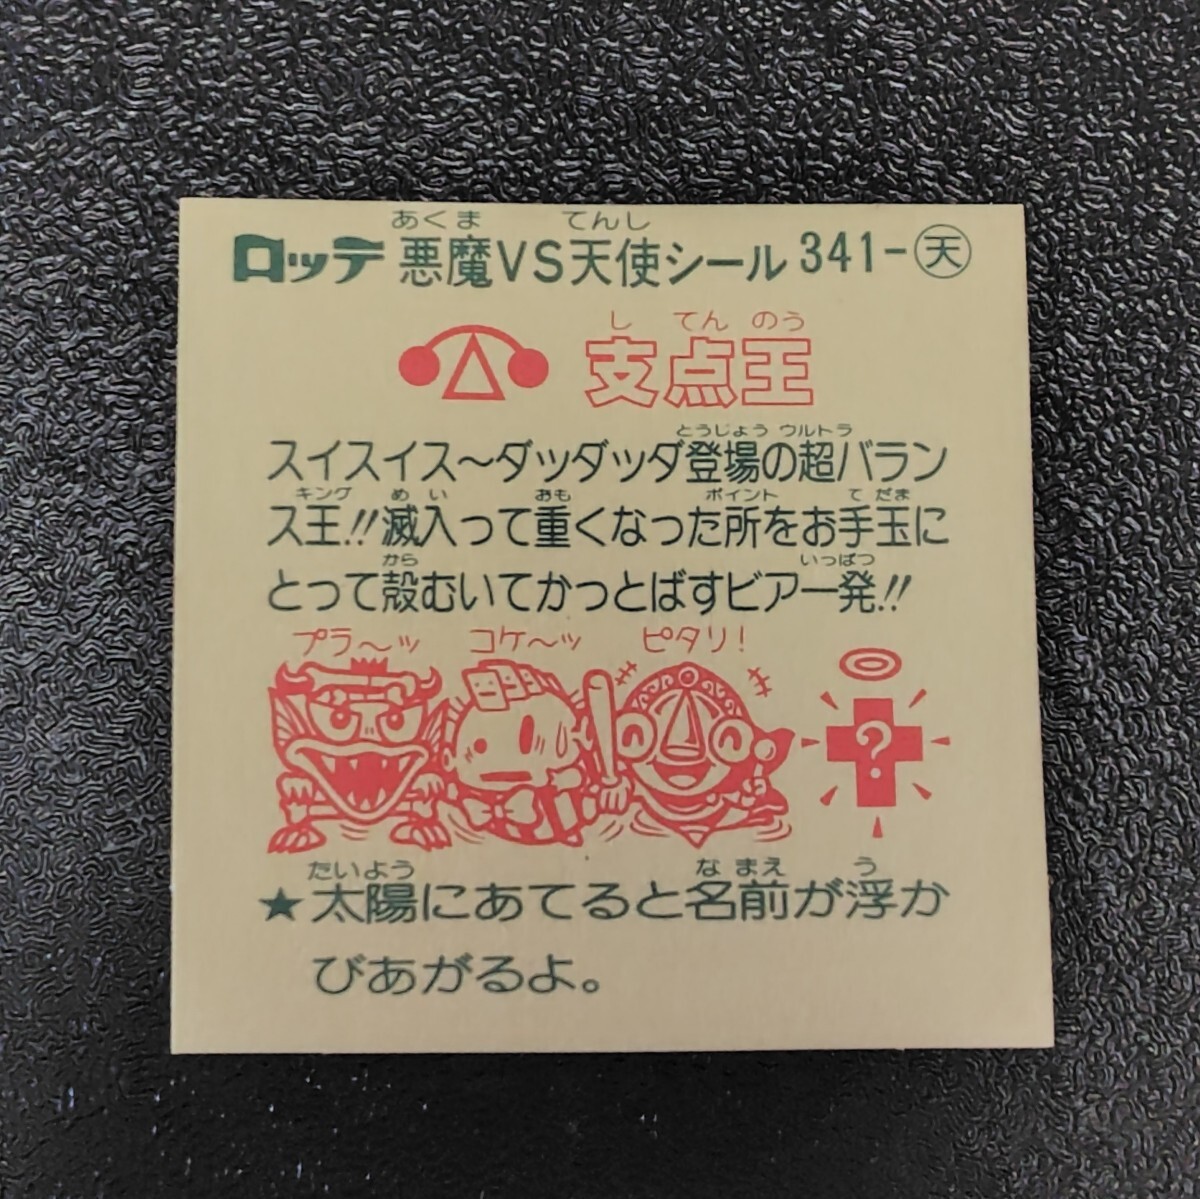 あくま てんし
ロッテ 悪魔VS天使シール 341-天
し てん のう
支点王
とうじょう ウルトラ
スイスイス〜ダッダッダ登場の超バラン
キング めい おも ポイント て だま
ス王!!滅入って重くなった所をお手玉に
から いっぱつ
とって殻むいてかっとばすビアー発!!
プラ〜ッ コケ〜ッ ピタリ!
?
たいよう な まえ う
★太陽にあてると名前が浮か
びあがるよ。